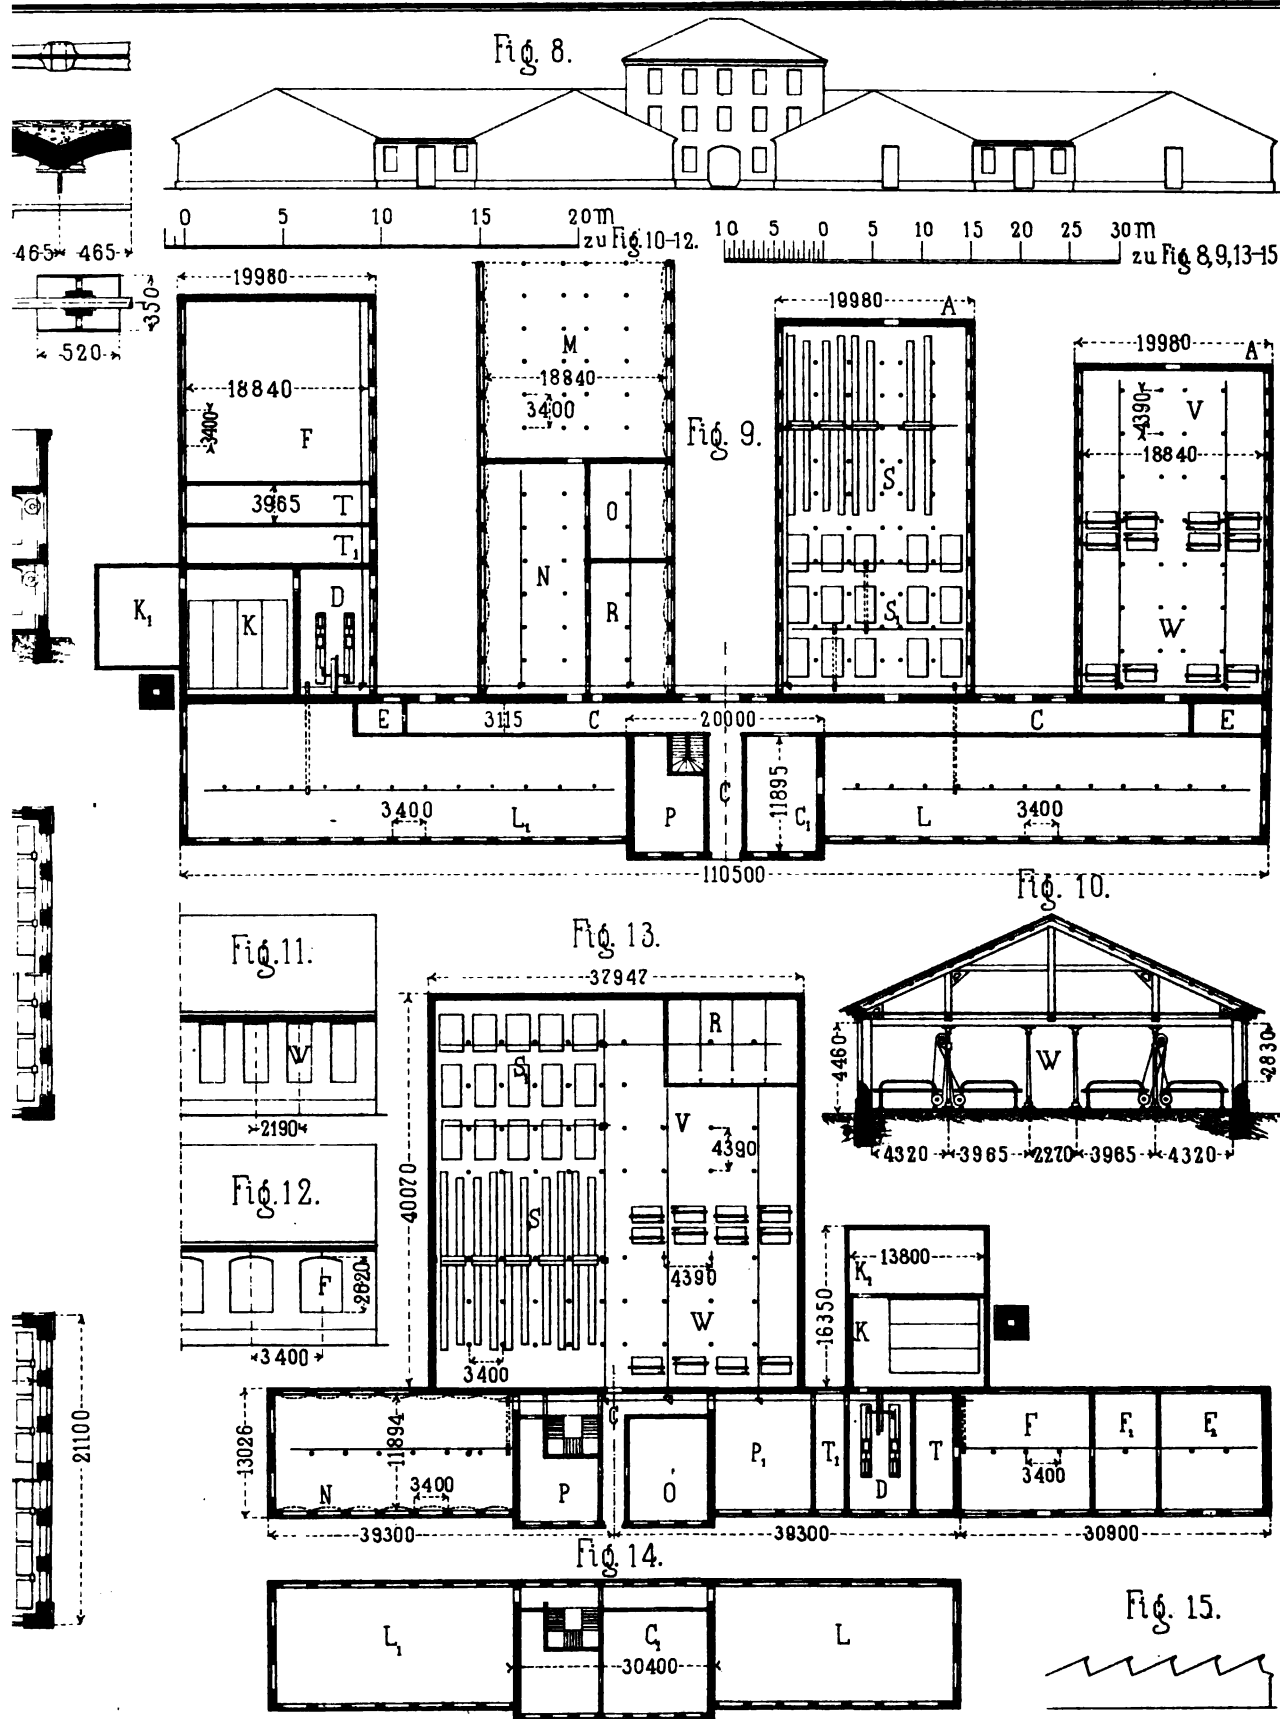 Fig. 8.
0 5 10 15 20m
zu Fig. 10-12.
10 5 0 5 10 15 20 25 30m
zu Fig. 8, 9, 13-15
465 465
350
520
19980
18840
3400
F
3965
T
T1
K1
K
D
M
18840
3400
N
O
R
Fig. 9.
19980
A
S
S1
19980
A
4390
V
18840
W
E
3115
C
20000
C
E
3400
L1
P
C
11895
C1
L
3400
110500
Fig. 10.
4460
W
2830
4320 3965 2270 3965 4320
Fig. 11.
W
2190
Fig. 12.
F
2620
3400
Fig. 13.
37947
40070
S1
R
V
4390
S
4390
W
3400
13800
K1
16350
K
21100
13026
11894
N
3400
C
P
O
P1
T1
D
T
F
3400
39300
39300
30900
Fig. 14.
L1
C1
L
30400
Fig. 15.